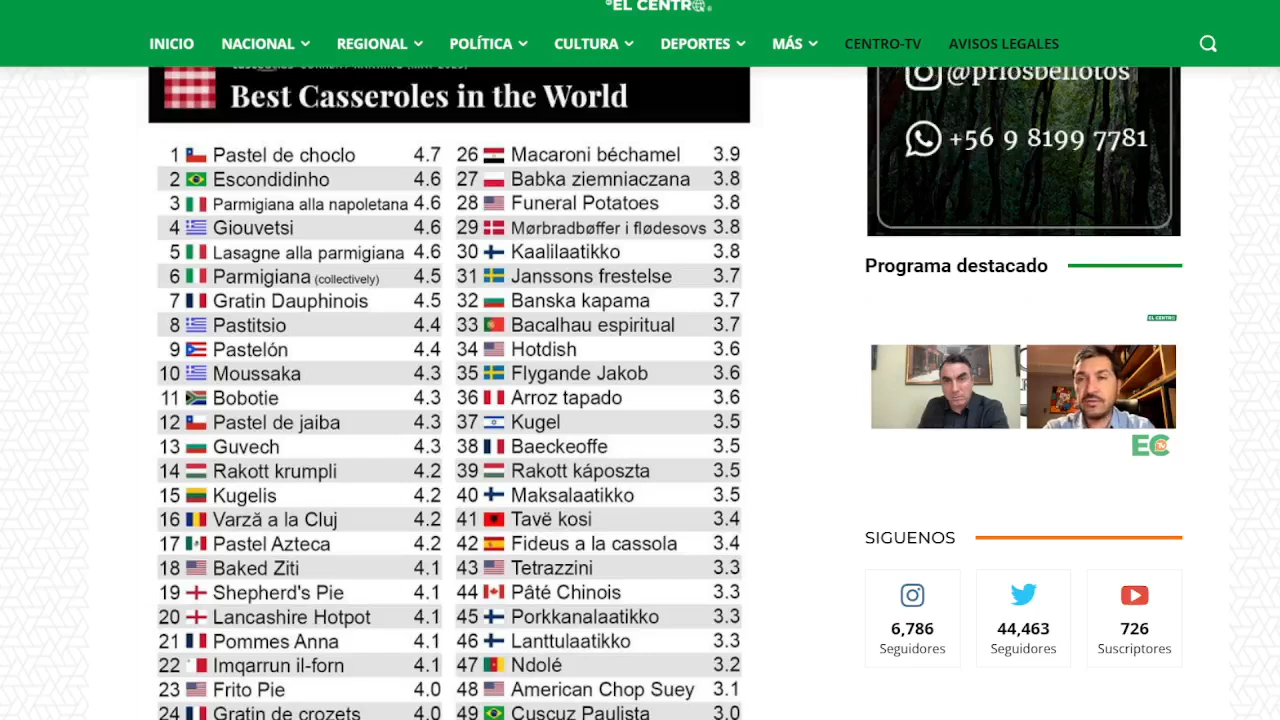 EL CENTRO
INICIO NACIONAL REGIONAL POLÍTICA CULTURA DEPORTES MÁS CENTRO-TV AVISOS LEGALES
Best Casseroles in the World
1 Pastel de choclo 4.7
2 Escondidinho 4.6
3 Parmigiana alla napoletana 4.6
4 Giouvetsi 4.6
5 Lasagne alla parmigiana 4.6
6 Parmigiana (collectively) 4.5
7 Gratin Dauphinois 4.5
8 Pastitsio 4.4
9 Pastelón 4.4
10 Moussaka 4.3
11 Bobotie 4.3
12 Pastel de jaiba 4.3
13 Guvech 4.3
14 Rakott krumpli 4.2
15 Kugelis 4.2
16 Varză a la Cluj 4.2
17 Pastel Azteca 4.2
18 Baked Ziti 4.1
19 Shepherd's Pie 4.1
20 Lancashire Hotpot 4.1
21 Pommes Anna 4.1
22 Imqarrun il-forn 4.1
23 Frito Pie 4.0
24 Gratin de crozets 4.0
26 Macaroni béchamel 3.9
27 Babka ziemniaczana 3.8
28 Funeral Potatoes 3.8
29 Mørbradbøffer i flødesovs 3.8
30 Kaalilaatikko 3.8
31 Janssons frestelse 3.7
32 Banska kapama 3.7
33 Bacalhau espiritual 3.7
34 Hotdish 3.6
35 Flygande Jakob 3.6
36 Arroz tapado 3.6
37 Kugel 3.5
38 Baeckeoffe 3.5
39 Rakott káposzta 3.5
40 Maksalaatikko 3.5
41 Tavë kosi 3.4
42 Fideus a la cassola 3.4
43 Tetrazzini 3.3
44 Pâté Chinois 3.3
45 Porkkanalaatikko 3.3
46 Lanttulaatikko 3.3
47 Ndolé 3.2
48 American Chop Suey 3.1
49 Cuscuz Paulista 3.0
@priosbellotos
+56 9 8199 7781
Programa destacado
EL CENTRO
EC
SIGUENOS
6,786
Seguidores
44,463
Seguidores
726
Suscriptores